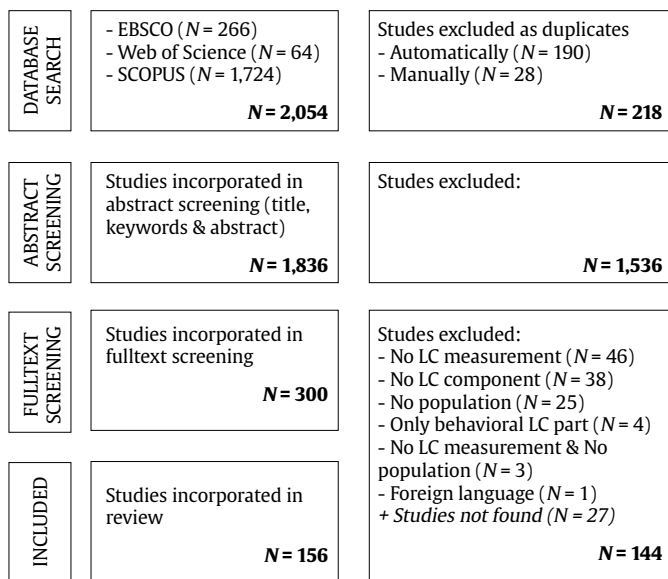 DATABASE
SEARCH
- EBSCO (N = 266)
- Web of Science (N = 64)
- SCOPUS (N = 1,724)
N = 2,054
Studes excluded as duplicates
- Automatically (N = 190)
- Manually (N = 28)
N = 218
ABSTRACT
SCREENING
Studies incorporated in
abstract screening (title,
keywords & abstract)
N = 1,836
Studes excluded:
N = 1,536
FULLTEXT
SCREENING
Studies incorporated in
fulltext screening
N = 300
Studes excluded:
- No LC measurement (N = 46)
- No LC component (N = 38)
- No population (N = 25)
- Only behavioral LC part (N = 4)
- No LC measurement & No
population (N = 3)
- Foreign language (N = 1)
+ Studies not found (N = 27)
N = 144
INCLUDED
Studies incorporated in
review
N = 156